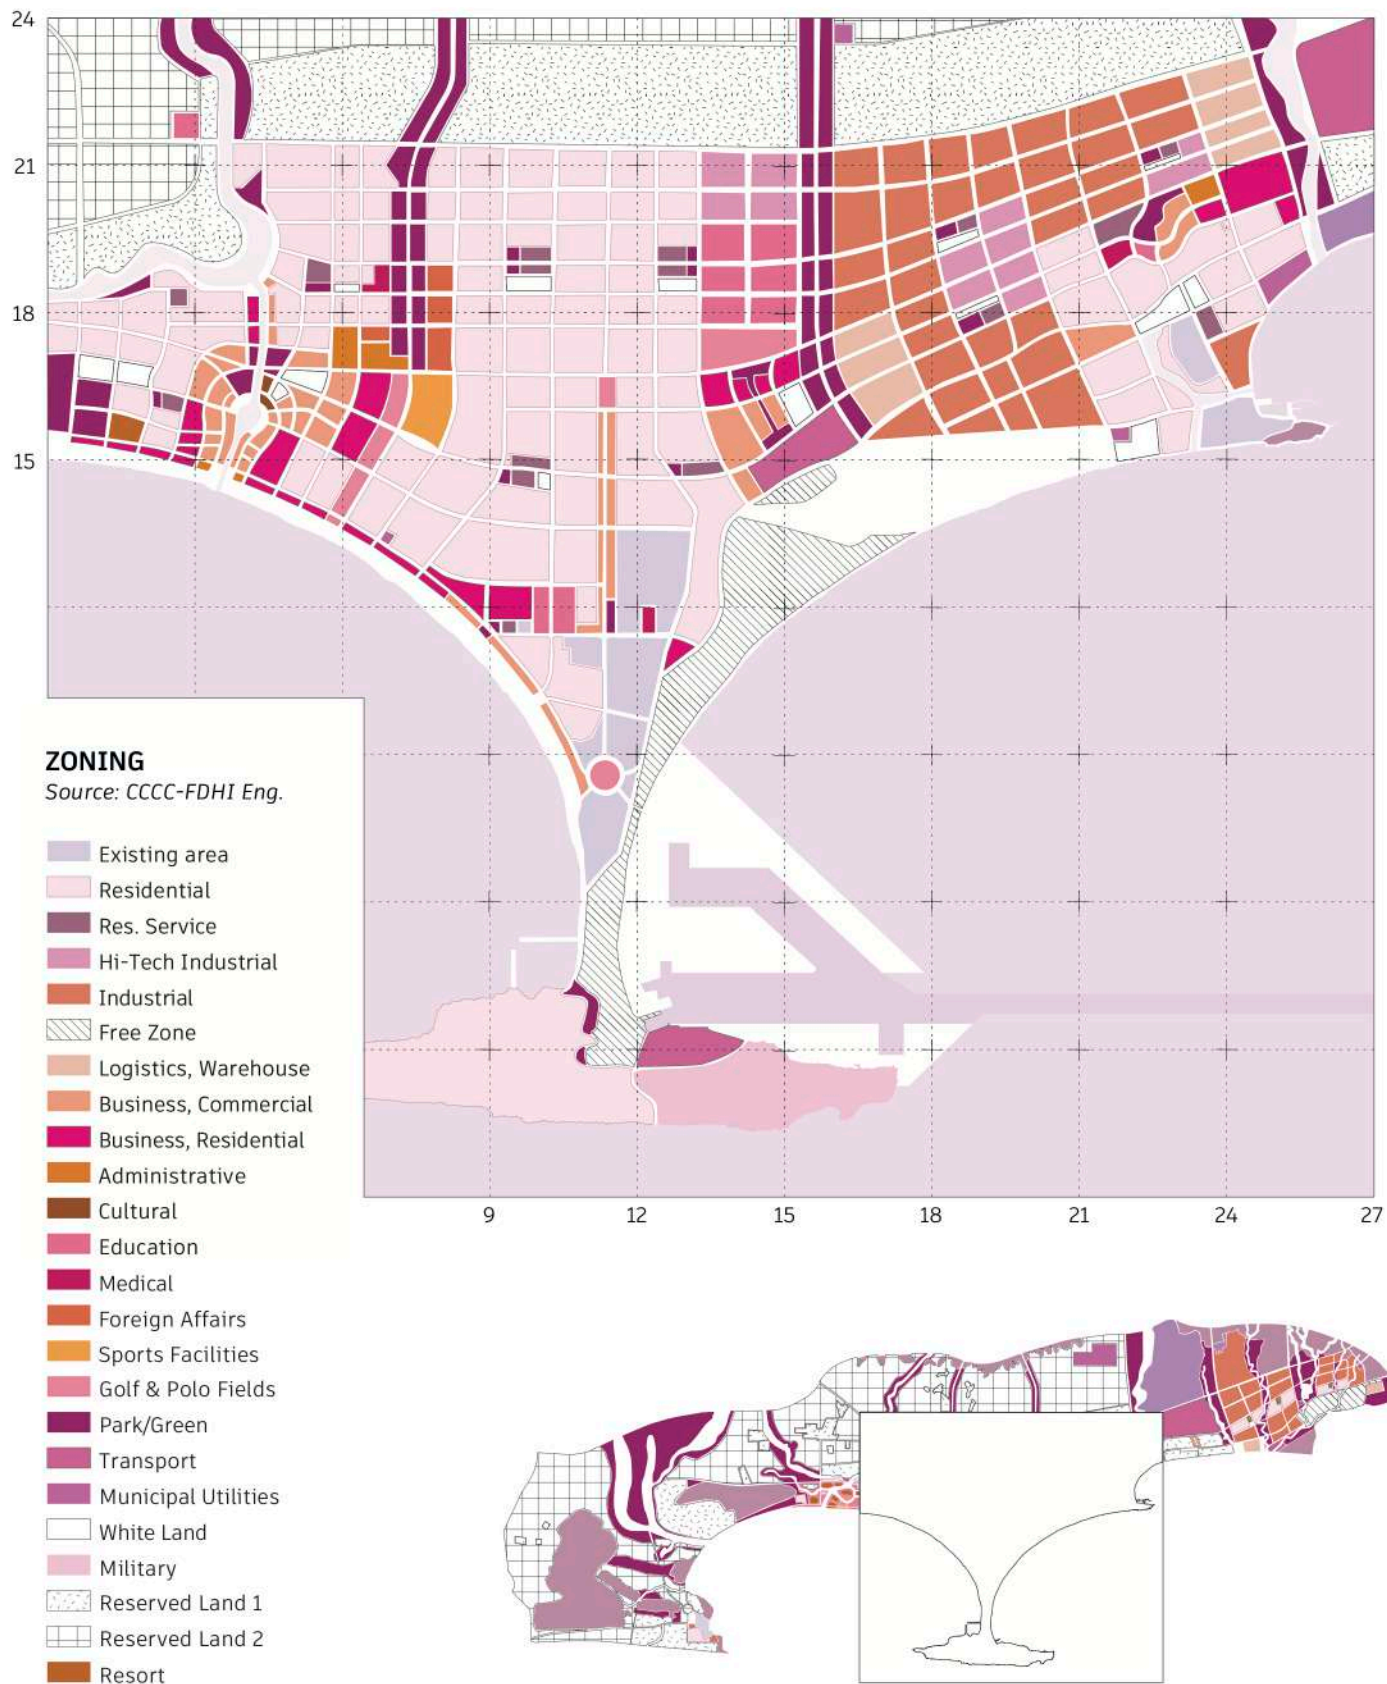 24
21
18
15
ZONING
Source: CCCC-FDHI Eng.
Existing area
Residential
Res. Service
Hi-Tech Industrial
Industrial
Free Zone
Logistics, Warehouse
Business, Commercial
Business, Residential
Administrative
Cultural
Education
Medical
Foreign Affairs
Sports Facilities
Golf & Polo Fields
Park/Green
Transport
Municipal Utilities
White Land
Military
Reserved Land 1
Reserved Land 2
Resort
9 12 15 18 21 24 27